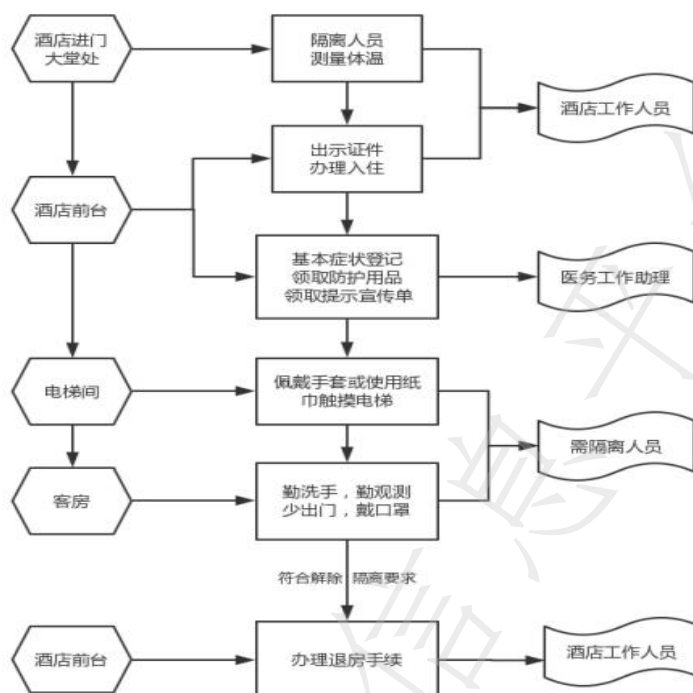 酒店进门
大堂处
隔离人员
测量体温
酒店工作人员
出示证件
办理入住
酒店前台
基本症状登记
领取防护用品
领取提示宣传单
医务工作助理
电梯间
佩戴手套或使用纸
巾触摸电梯
需隔离人员
客房
勤洗手，勤观测
少出门，戴口罩
符合解除 隔离要求
酒店前台
办理退房手续
酒店工作人员